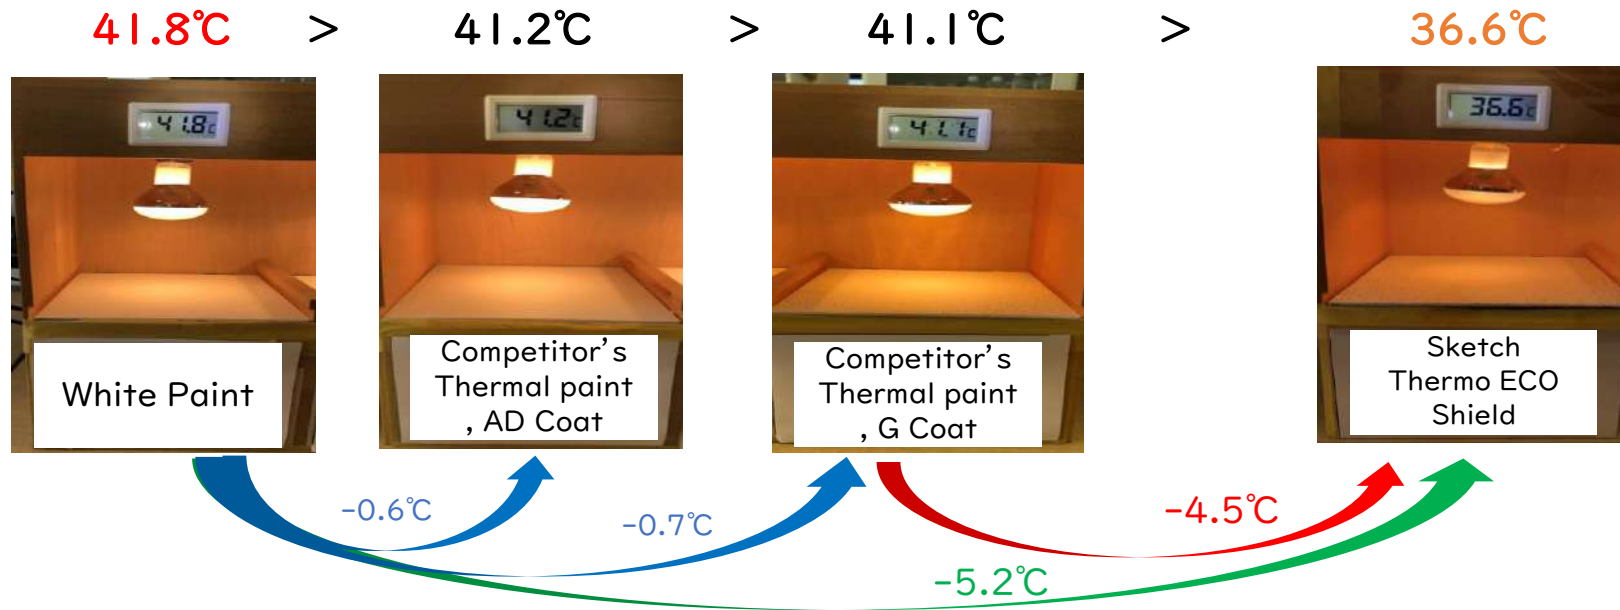 41.8℃ > 41.2℃ > 41.1℃ > 36.6℃
41.8c
41.2c
41.1c
36.6c
White Paint
Competitor's
Thermal paint
, AD Coat
Competitor's
Thermal paint
, G Coat
Sketch
Thermo ECO
Shield
-0.6℃
-0.7℃
-4.5℃
-5.2℃